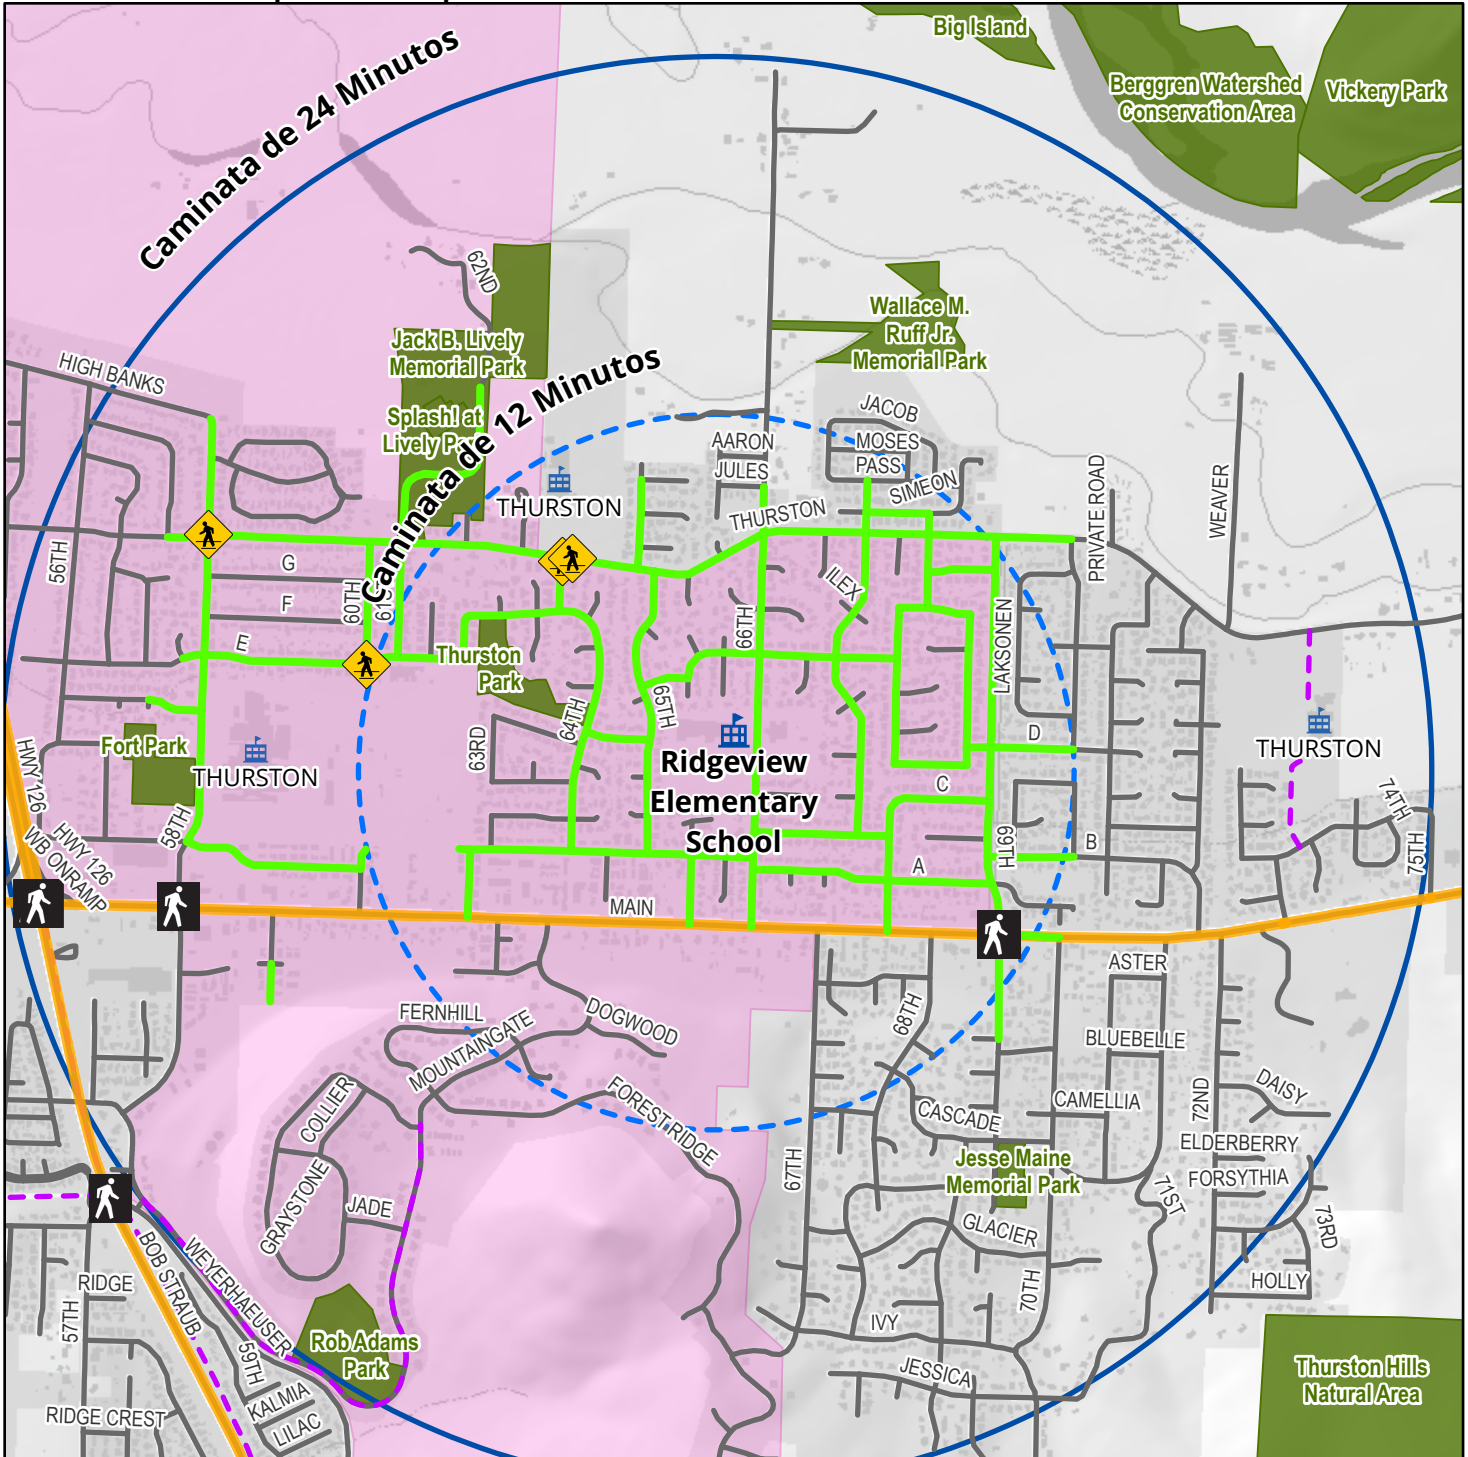 Big Island
Berggren Watershed
Conservation Area
Vickery Park
Caminata de 24 Minutos
62ND
Wallace M.
Ruff Jr.
Memorial Park
Jack B. Lively
Memorial Park
HIGH BANKS
Caminata de 12 Minutos
Splash! at
JACOB
AARON
MOSES
JULES
PASS
SIMEON
THURSTON
THURSTON
PRIVATE ROAD
WEAVER
56TH
G
F
60TH
ILEX
66TH
LAKSONEN
E
Thurston
Park
64TH
65TH
63RD
D
Fort Park
THURSTON
THURSTON
Ridgeview
Elementary
School
HWY 126
C
74TH
75TH
58TH
HWY 126
WB ONRAMP
69TH
B
A
MAIN
ASTER
FERNHILL
DOGWOOD
68TH
MOUNTAINGATE
BLUEBELLE
COLLIER
FOREST RIDGE
CASCADE
CAMELLIA
72ND
DAISY
ELDERBERRY
FORSYTHIA
67TH
Jesse Maine
Memorial Park
71ST
73RD
GRAYSTONE
JADE
GLACIER
BOB STRAUB
WEYERHAEUSER
RIDGE
57TH
70TH
HOLLY
IVY
Rob Adams
Park
59TH
JESSICA
KALMIA
LILAC
RIDGE CREST
Thurston Hills
Natural Area